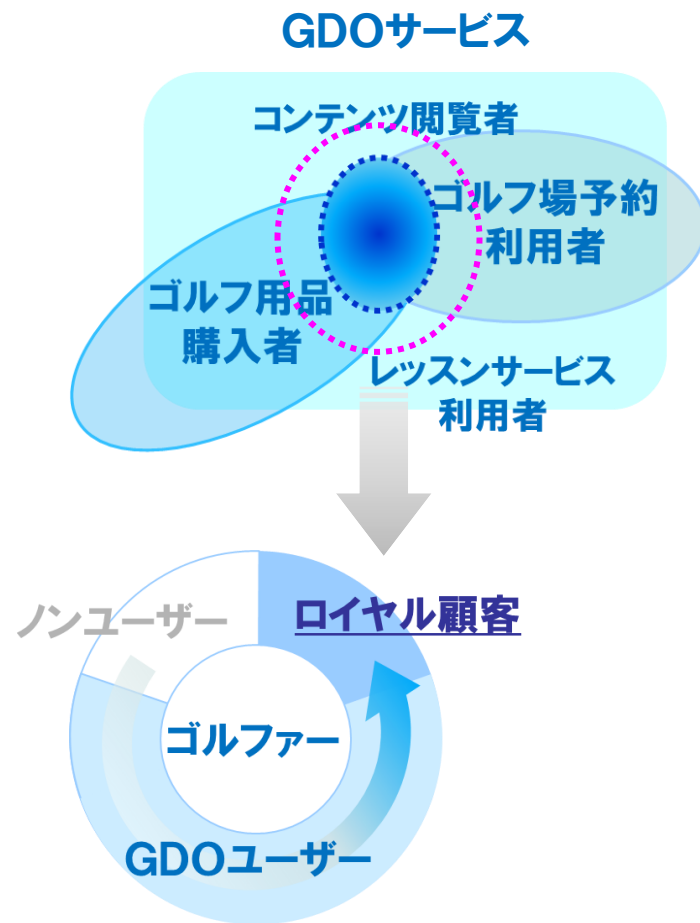 GDOサービス
コンテンツ閲覧者
ゴルフ場予約
利用者
ゴルフ用品
購入者
レッスンサービス
利用者
ノンユーザー
ロイヤル顧客
ゴルファー
GDOユーザー